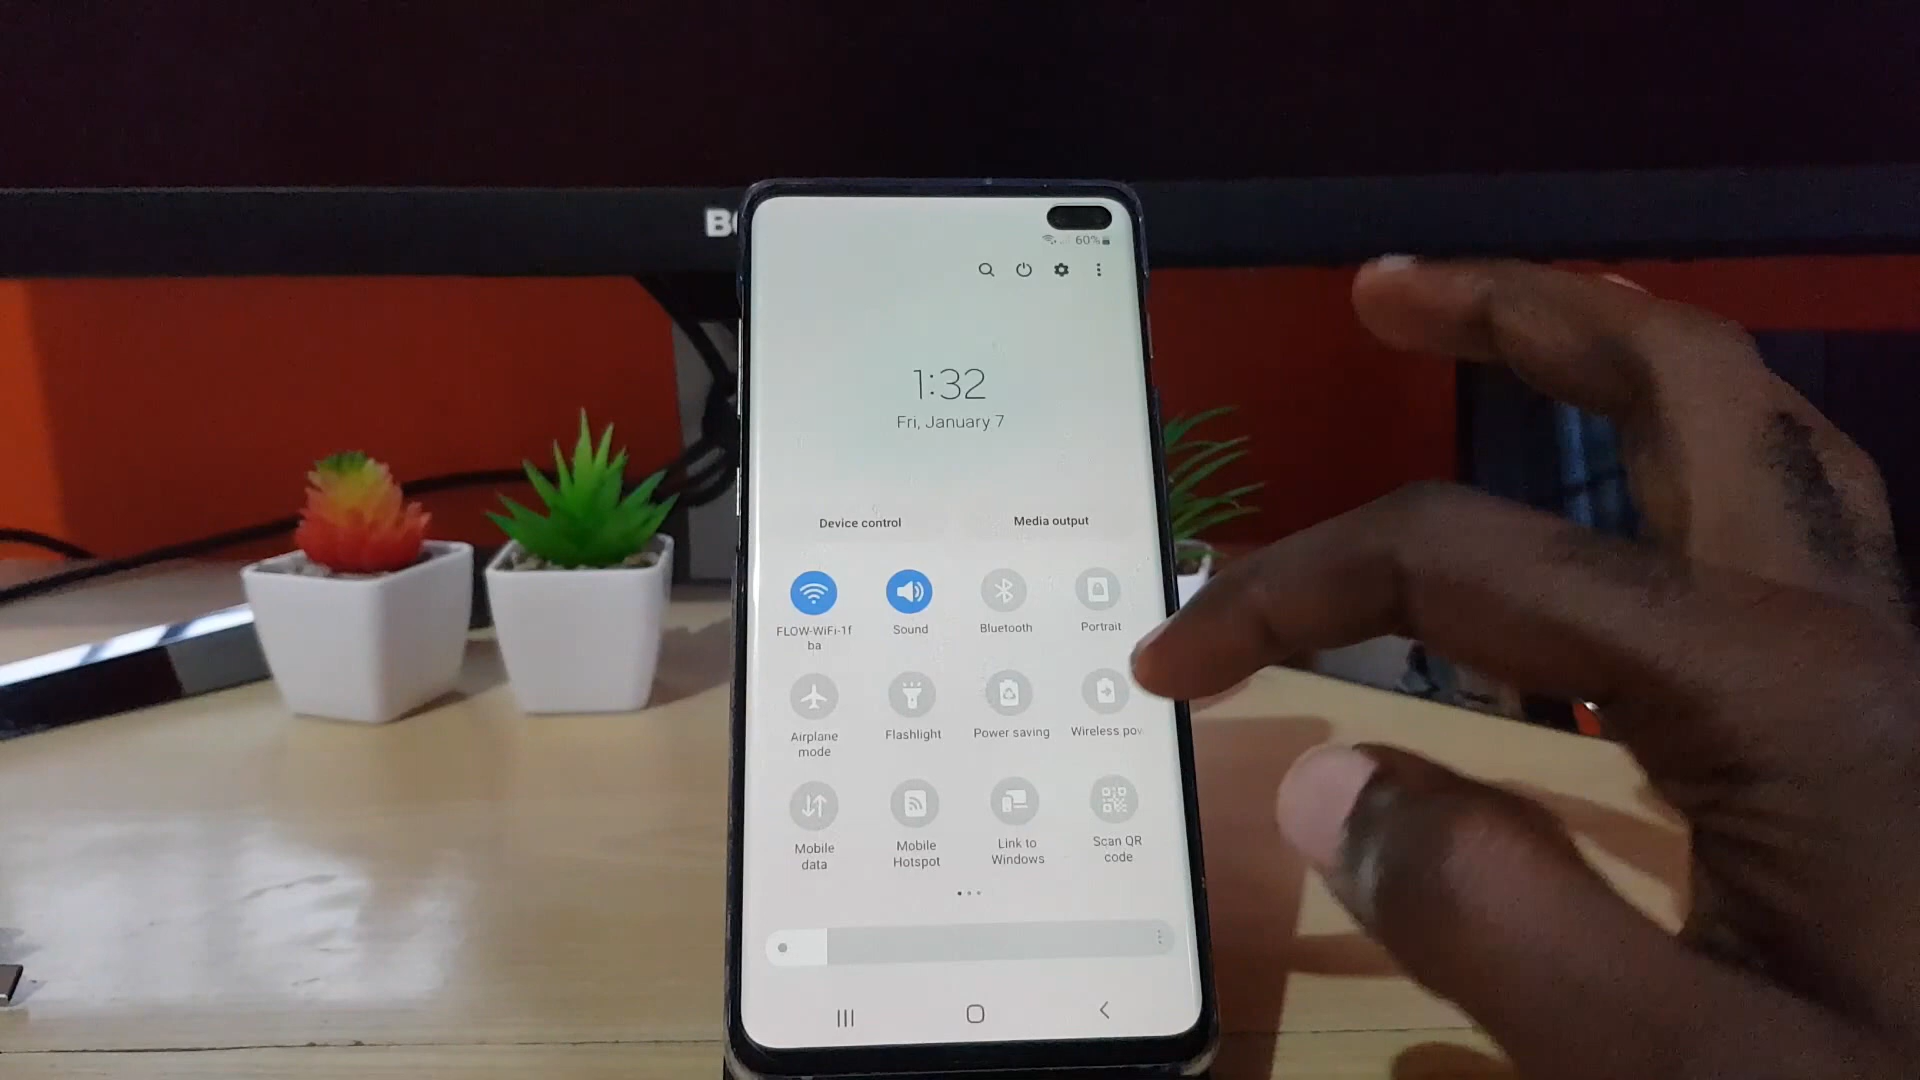 60%
1:32
Fri, January 7
Device control
Media output
FLOW-WiFi-1f
ba
Sound
Bluetooth
Portrait
Airplane
mode
Flashlight
Power saving
Wireless pow
Mobile
data
Mobile
Hotspot
Link to
Windows
Scan QR
code